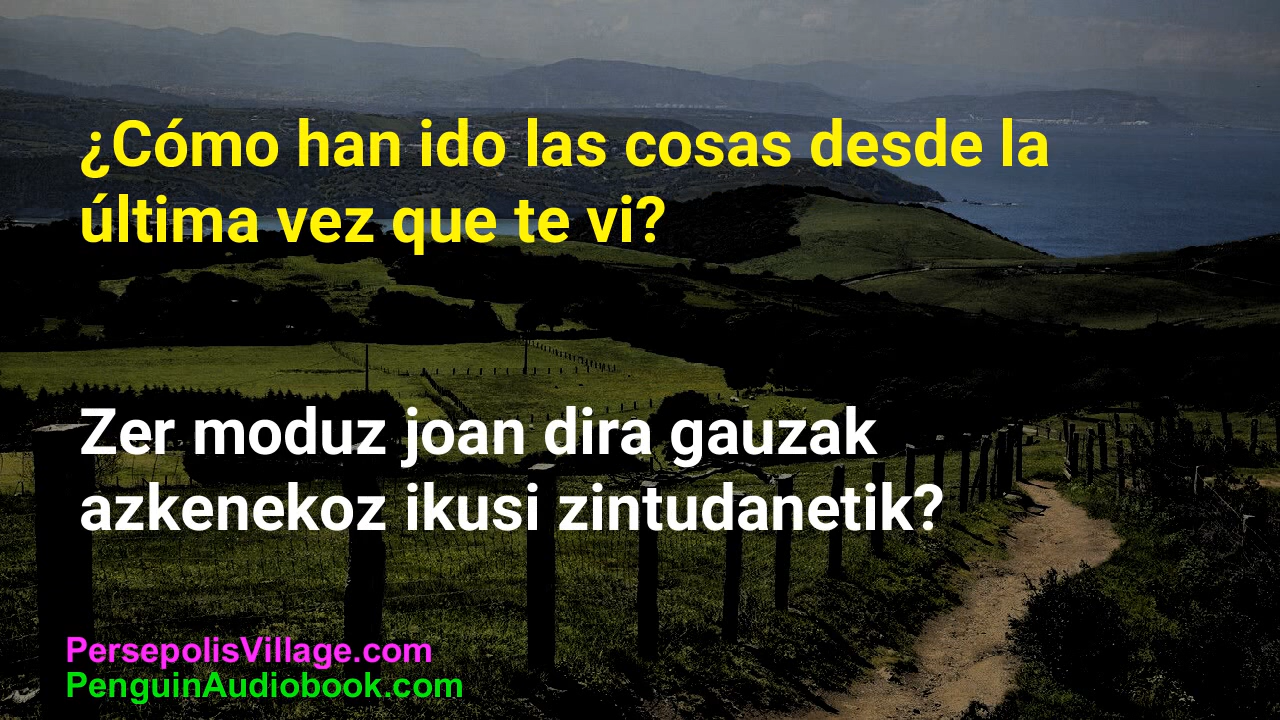 ¿Cómo han ido las cosas desde la
última vez que te vi?
Zer moduz joan dira gauzak
azkenekoz ikusi zintudanetik?
PersepolisVillage.com
PenguinAudiobook.com